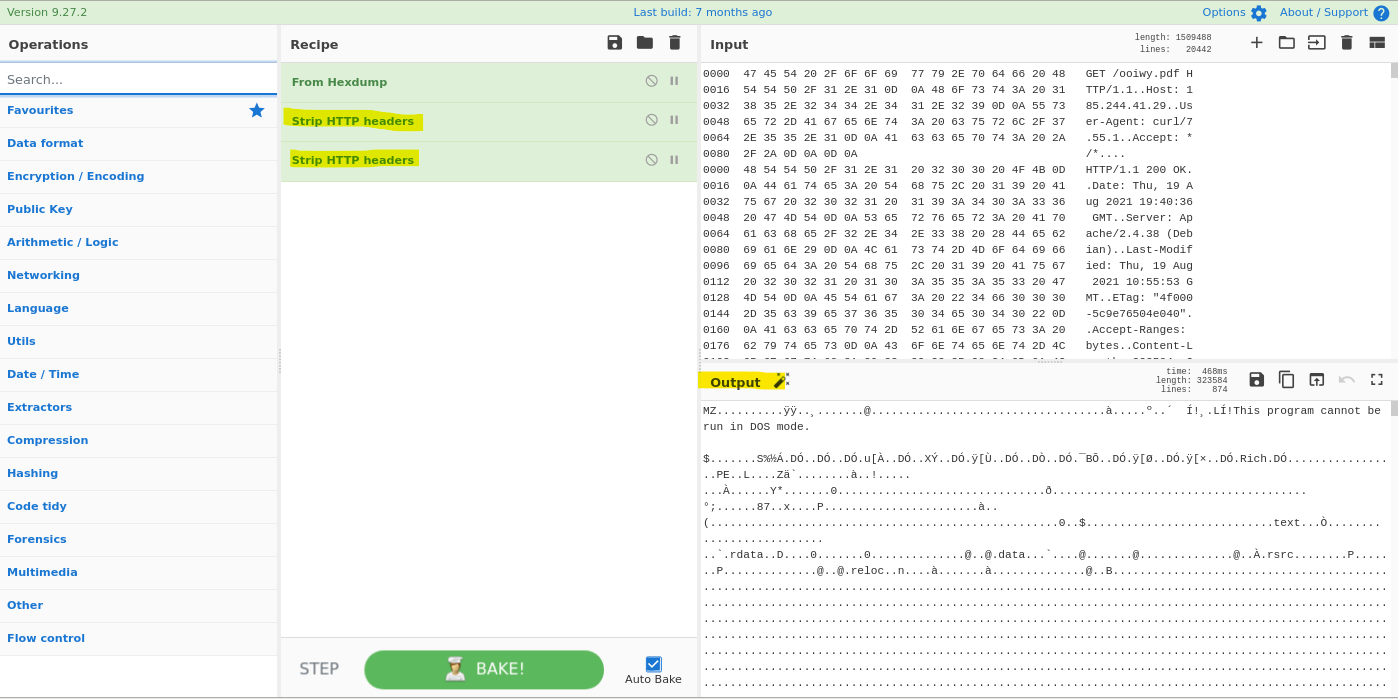 Version 9.27.2
Last build: 7 months ago
Options
About / Support
Operations
Search...
Favourites
Data format
Encryption / Encoding
Public Key
Arithmetic / Logic
Networking
Language
Utils
Date / Time
Extractors
Compression
Hashing
Code tidy
Forensics
Multimedia
Other
Flow control
Recipe
From Hexdump
Strip HTTP headers
Strip HTTP headers
STEP
BAKE!
Auto Bake
Input
length: 1509488
lines: 20442
0000 47 45 54 20 2F 6F 6F 69 77 79 2E 70 64 66 20 48 GET /ooiwy.pdf H
0016 54 54 50 2F 31 2E 31 0D 0A 48 6F 73 74 3A 20 31 TTP/1.1..Host: 1
0032 38 35 2E 32 34 34 2E 34 31 2E 32 39 0D 0A 55 73 85.244.41.29..Us
0048 65 72 2D 41 67 65 6E 74 3A 20 63 75 72 6C 2F 37 er-Agent: curl/7
0064 2E 35 35 2E 31 0D 0A 41 63 63 65 70 74 3A 20 2A .55.1..Accept: *
0080 2F 2A 0D 0A 0D 0A /*....
0000 48 54 54 50 2F 31 2E 31 20 32 30 30 20 4F 4B 0D HTTP/1.1 200 OK.
0016 0A 44 61 74 65 3A 20 54 68 75 2C 20 31 39 20 41 .Date: Thu, 19 A
0032 75 67 20 32 30 32 31 20 31 39 3A 34 30 3A 33 36 ug 2021 19:40:36
0048 20 47 4D 54 0D 0A 53 65 72 76 65 72 3A 20 41 70 GMT..Server: Ap
0064 61 63 68 65 2F 32 2E 34 2E 33 38 20 28 44 65 62 ache/2.4.38 (Deb
0080 69 61 6E 29 0D 0A 4C 61 73 74 2D 4D 6F 64 69 66 ian)..Last-Modif
0096 69 65 64 3A 20 54 68 75 2C 20 31 39 20 41 75 67 ied: Thu, 19 Aug
0112 20 32 30 32 31 20 31 30 3A 35 35 3A 35 33 20 47 2021 10:55:53 G
0128 4D 54 0D 0A 45 54 61 67 3A 20 22 34 66 30 30 30 MT..ETag: "4f000
0144 2D 35 63 39 65 37 36 35 30 34 65 30 34 30 22 0D -5c9e76504e040".
0160 0A 41 63 63 65 70 74 2D 52 61 6E 67 65 73 3A 20 .Accept-Ranges:
0176 62 79 74 65 73 0D 0A 43 6F 6E 74 65 6E 74 2D 4C bytes..Content-L
Output
time: 468ms
length: 323584
lines: 874
MZ..........ÿÿ..¸.......@...................................à.....º..´ Í!¸.LÍ!This program cannot be
run in DOS mode.
$.......S%½Á.DÓ..DÓ..DÓ.u[À..DÓ..XÝ..DÓ.ÿ[Ù..DÓ..DÒ..DÓ.¯BÕ..DÓ.ÿ[Ø..DÓ.ÿ[×..DÓ.Rich.DÓ...............
..PE..L....Zä`........à..!.....
...À......Y*.......0...............................ð......................................
°;......87..x....P.......................à..
(....................................................0..$............................text...Ò........
..................
..`.rdata..D....0.......0..............@..@.data...`....@.......@..............@..À.rsrc........P.....
..P..............@..@.reloc..n....à.......à..............@..B.........................................